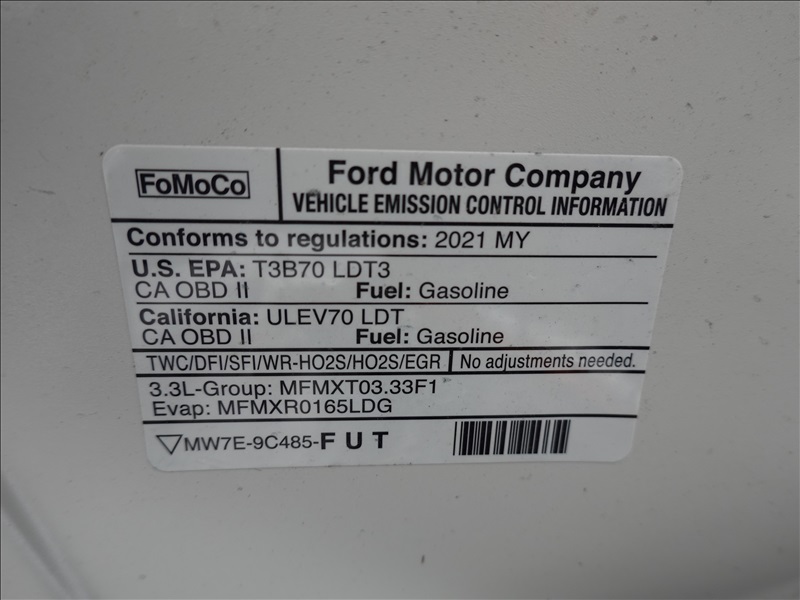 FoMoCo
Ford Motor Company
VEHICLE EMISSION CONTROL INFORMATION
Conforms to regulations: 2021 MY
U.S. EPA: T3B70 LDT3
CA OBD II Fuel: Gasoline
California: ULEV70 LDT
CA OBD II Fuel: Gasoline
TWC/DFI/SFI/WR-HO2S/HO2S/EGR No adjustments needed.
3.3L-Group: MFMXT03.33F1
Evap: MFMXR0165LDG
MW7E-9C485-FUT